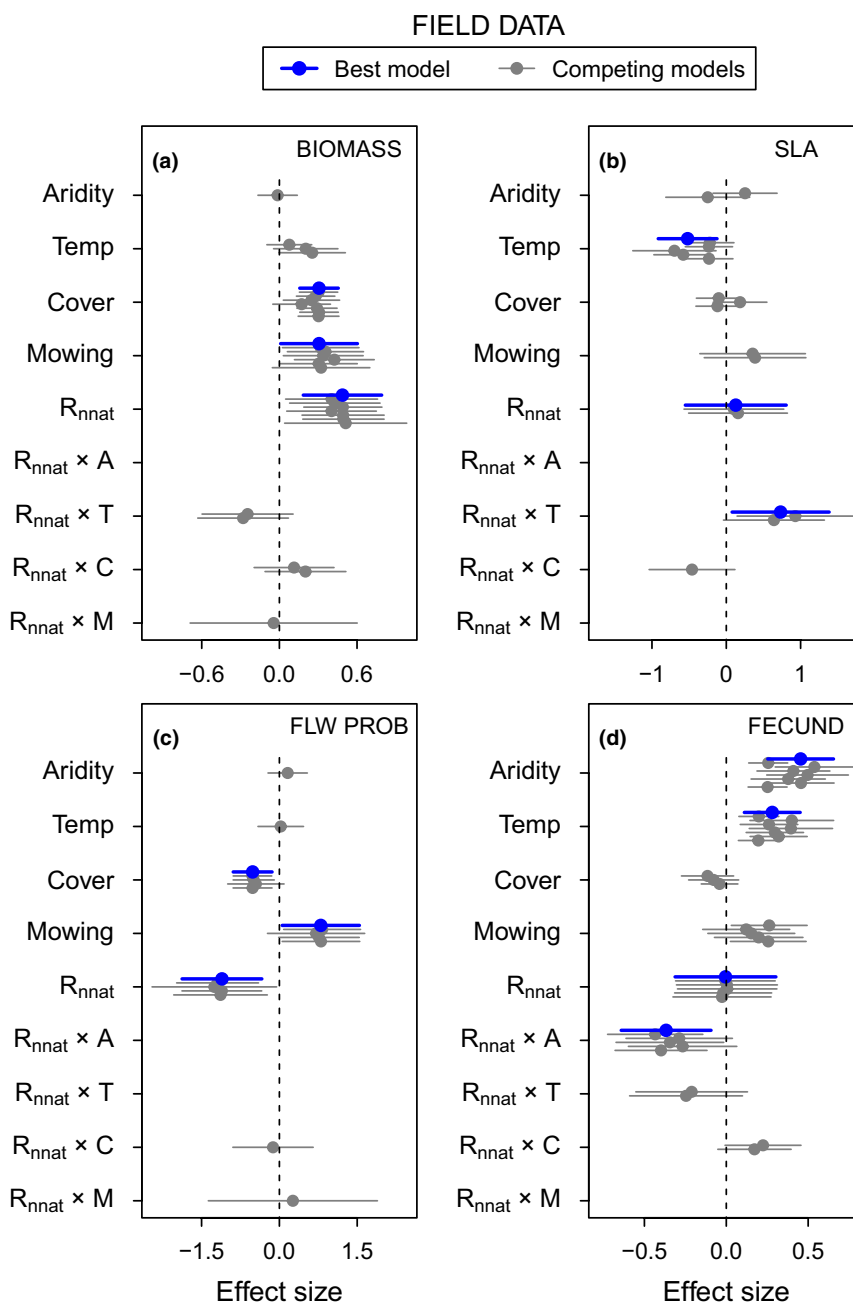 FIELD DATA
Best model
Competing models
(a)
BIOMASS
Aridity
Temp
Cover
Mowing
Rnnat
Rnnat × A
Rnnat × T
Rnnat × C
Rnnat × M
−0.6
0.0
0.6
(b)
SLA
Aridity
Temp
Cover
Mowing
Rnnat
Rnnat × A
Rnnat × T
Rnnat × C
Rnnat × M
−1
0
1
(c)
FLW PROB
Aridity
Temp
Cover
Mowing
Rnnat
Rnnat × A
Rnnat × T
Rnnat × C
Rnnat × M
−1.5
0.0
1.5
Effect size
(d)
FECUND
Aridity
Temp
Cover
Mowing
Rnnat
Rnnat × A
Rnnat × T
Rnnat × C
Rnnat × M
−0.5
0.0
0.5
Effect size